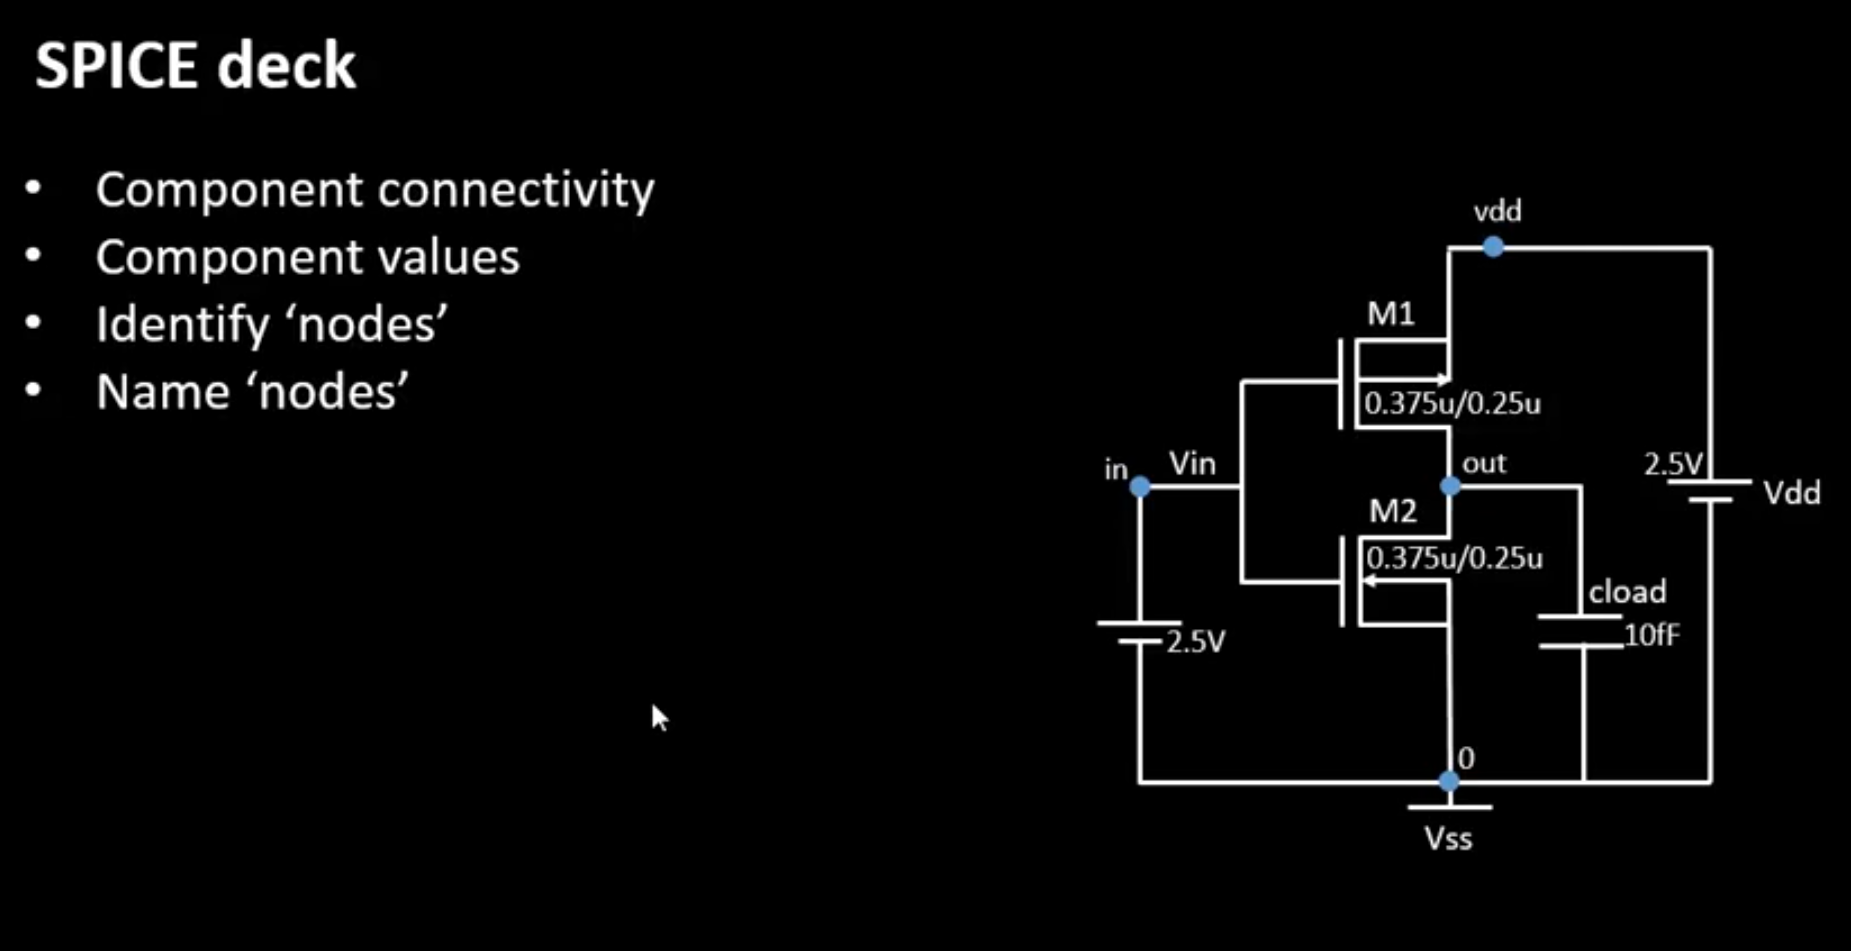 SPICE deck
• Component connectivity
• Component values
• Identify ‘nodes’
• Name ‘nodes’
vdd
M1
0.375u/0.25u
in
Vin
out
2.5V
Vdd
M2
0.375u/0.25u
cload
10fF
2.5V
0
Vss